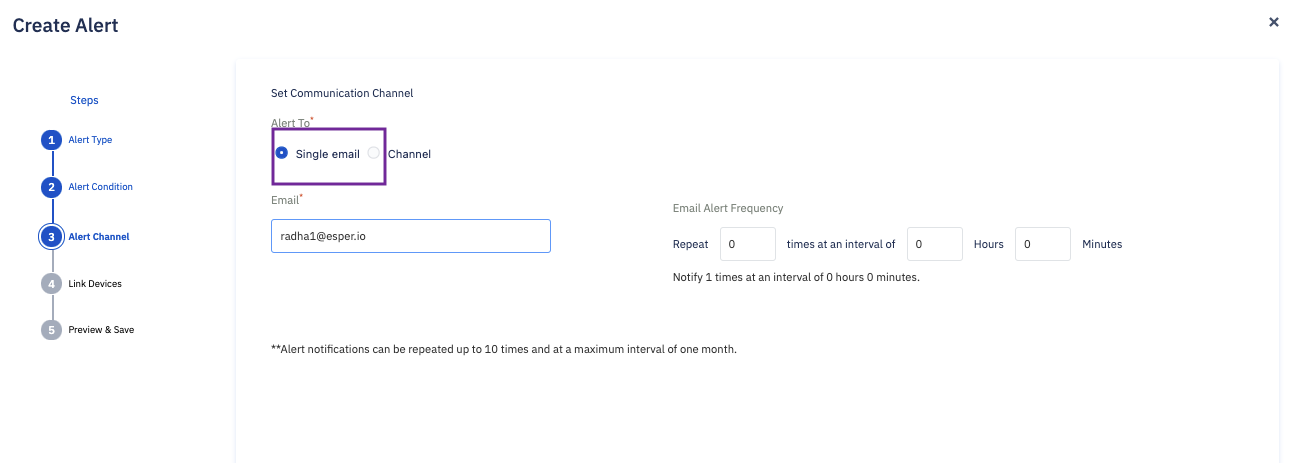 Create Alert
Steps
1 Alert Type
2 Alert Condition
3 Alert Channel
4 Link Devices
5 Preview & Save
Set Communication Channel
Alert To*
Single email Channel
Email*
radha1@esper.io
Email Alert Frequency
Repeat 0 times at an interval of 0 Hours 0 Minutes
Notify 1 times at an interval of 0 hours 0 minutes.
**Alert notifications can be repeated up to 10 times and at a maximum interval of one month.